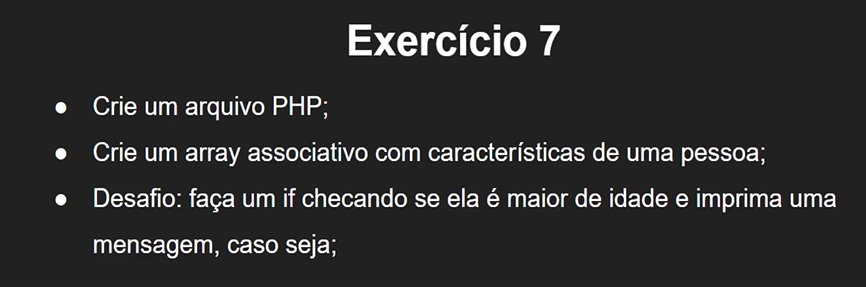 Exercício 7
● Crie um arquivo PHP;
● Crie um array associativo com características de uma pessoa;
● Desafio: faça um if checando se ela é maior de idade e imprima uma
mensagem, caso seja;